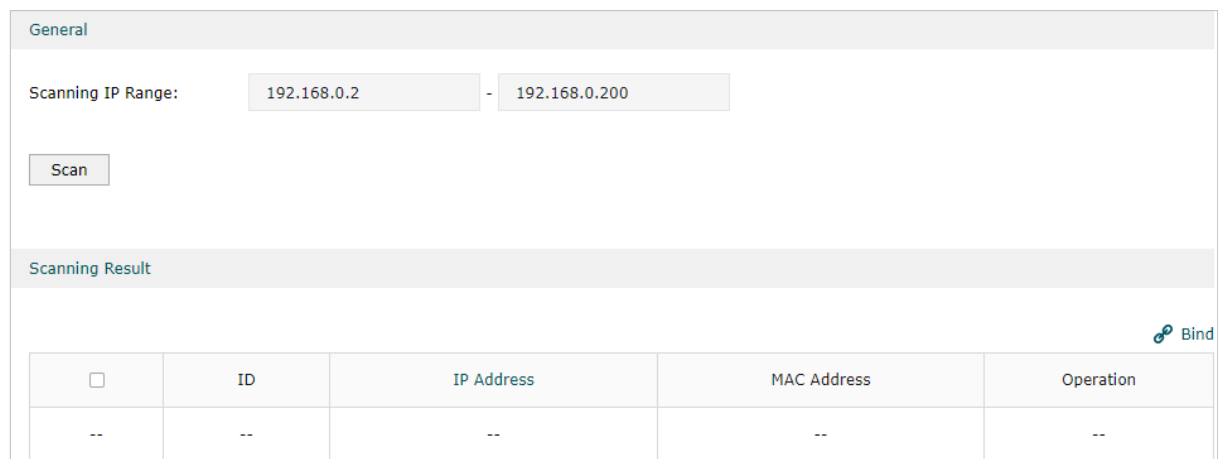 General
Scanning IP Range: 192.168.0.2 - 192.168.0.200
Scan
Scanning Result
Bind
ID IP Address MAC Address Operation
-- -- -- -- --